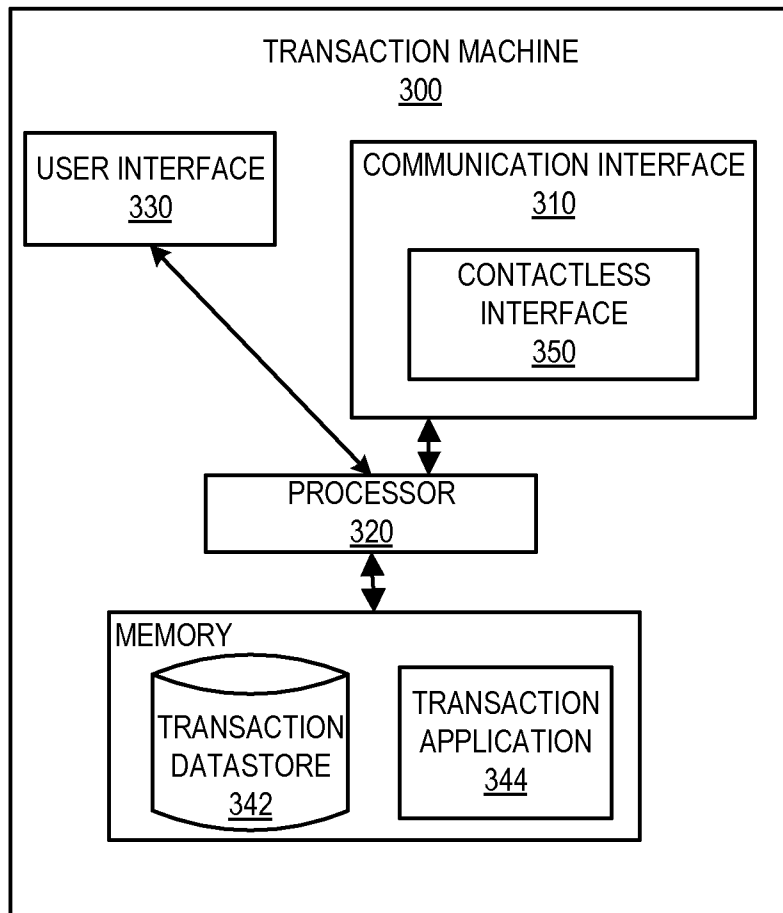 TRANSACTION MACHINE
300
USER INTERFACE
330
COMMUNICATION INTERFACE
310
CONTACTLESS
INTERFACE
350
PROCESSOR
320
MEMORY
TRANSACTION
DATASTORE
342
TRANSACTION
APPLICATION
344